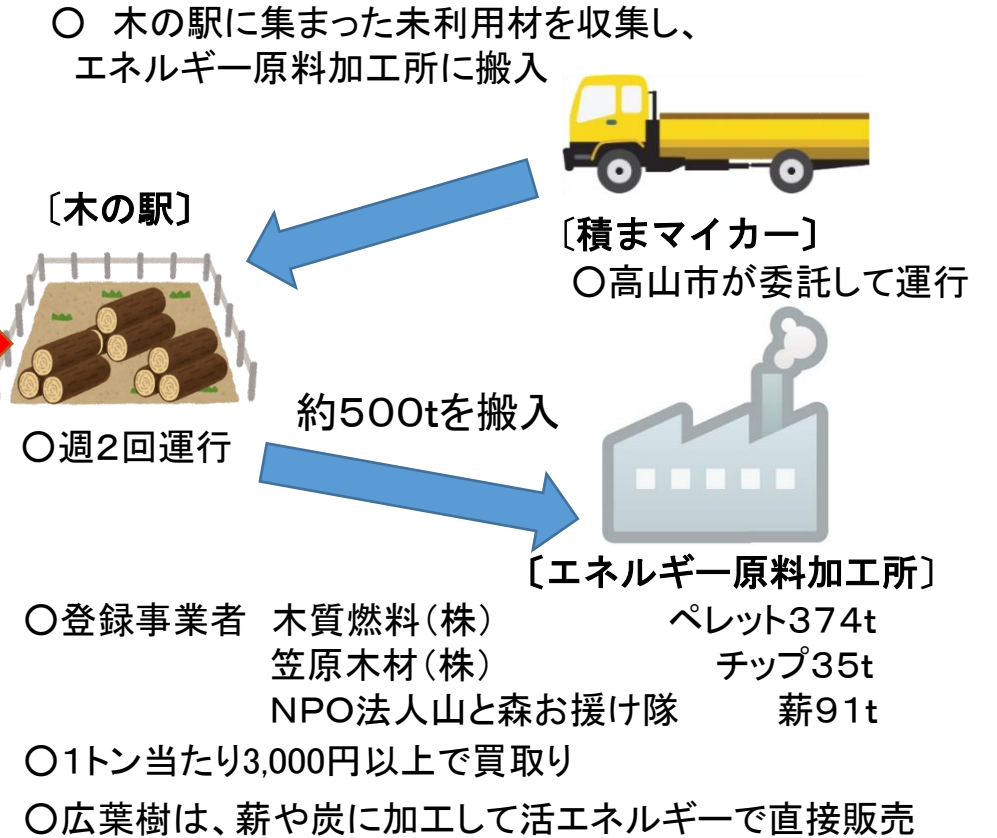 〇　木の駅に集まった未利用材を収集し、
エネルギー原料加工所に搬入
〔木の駅〕
〔積まマイカー〕
〇高山市が委託して運行
約500tを搬入
〇週2回運行
〔エネルギー原料加工所〕
〇登録事業者　木質燃料（株）　ペレット374t
笠原木材（株）　チップ35t
NPO法人山と森お援け隊　薪91t
〇1トン当たり3,000円以上で買取り
〇広葉樹は、薪や炭に加工して活エネルギーで直接販売